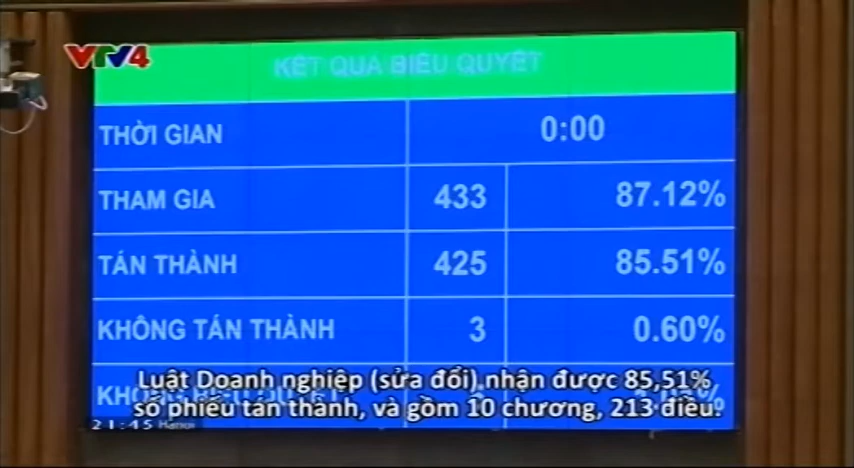 VTV4
KẾT QUẢ BIỂU QUYẾT
THỜI GIAN 0:00
THAM GIA 433 87.12%
TÁN THÀNH 425 85.51%
KHÔNG TÁN THÀNH 3 0.60%
Luật Doanh nghiệp (sửa đổi) nhận được 85,51%
số phiếu tán thành, và gồm 10 chương, 213 điều.
21:45 Hanoi